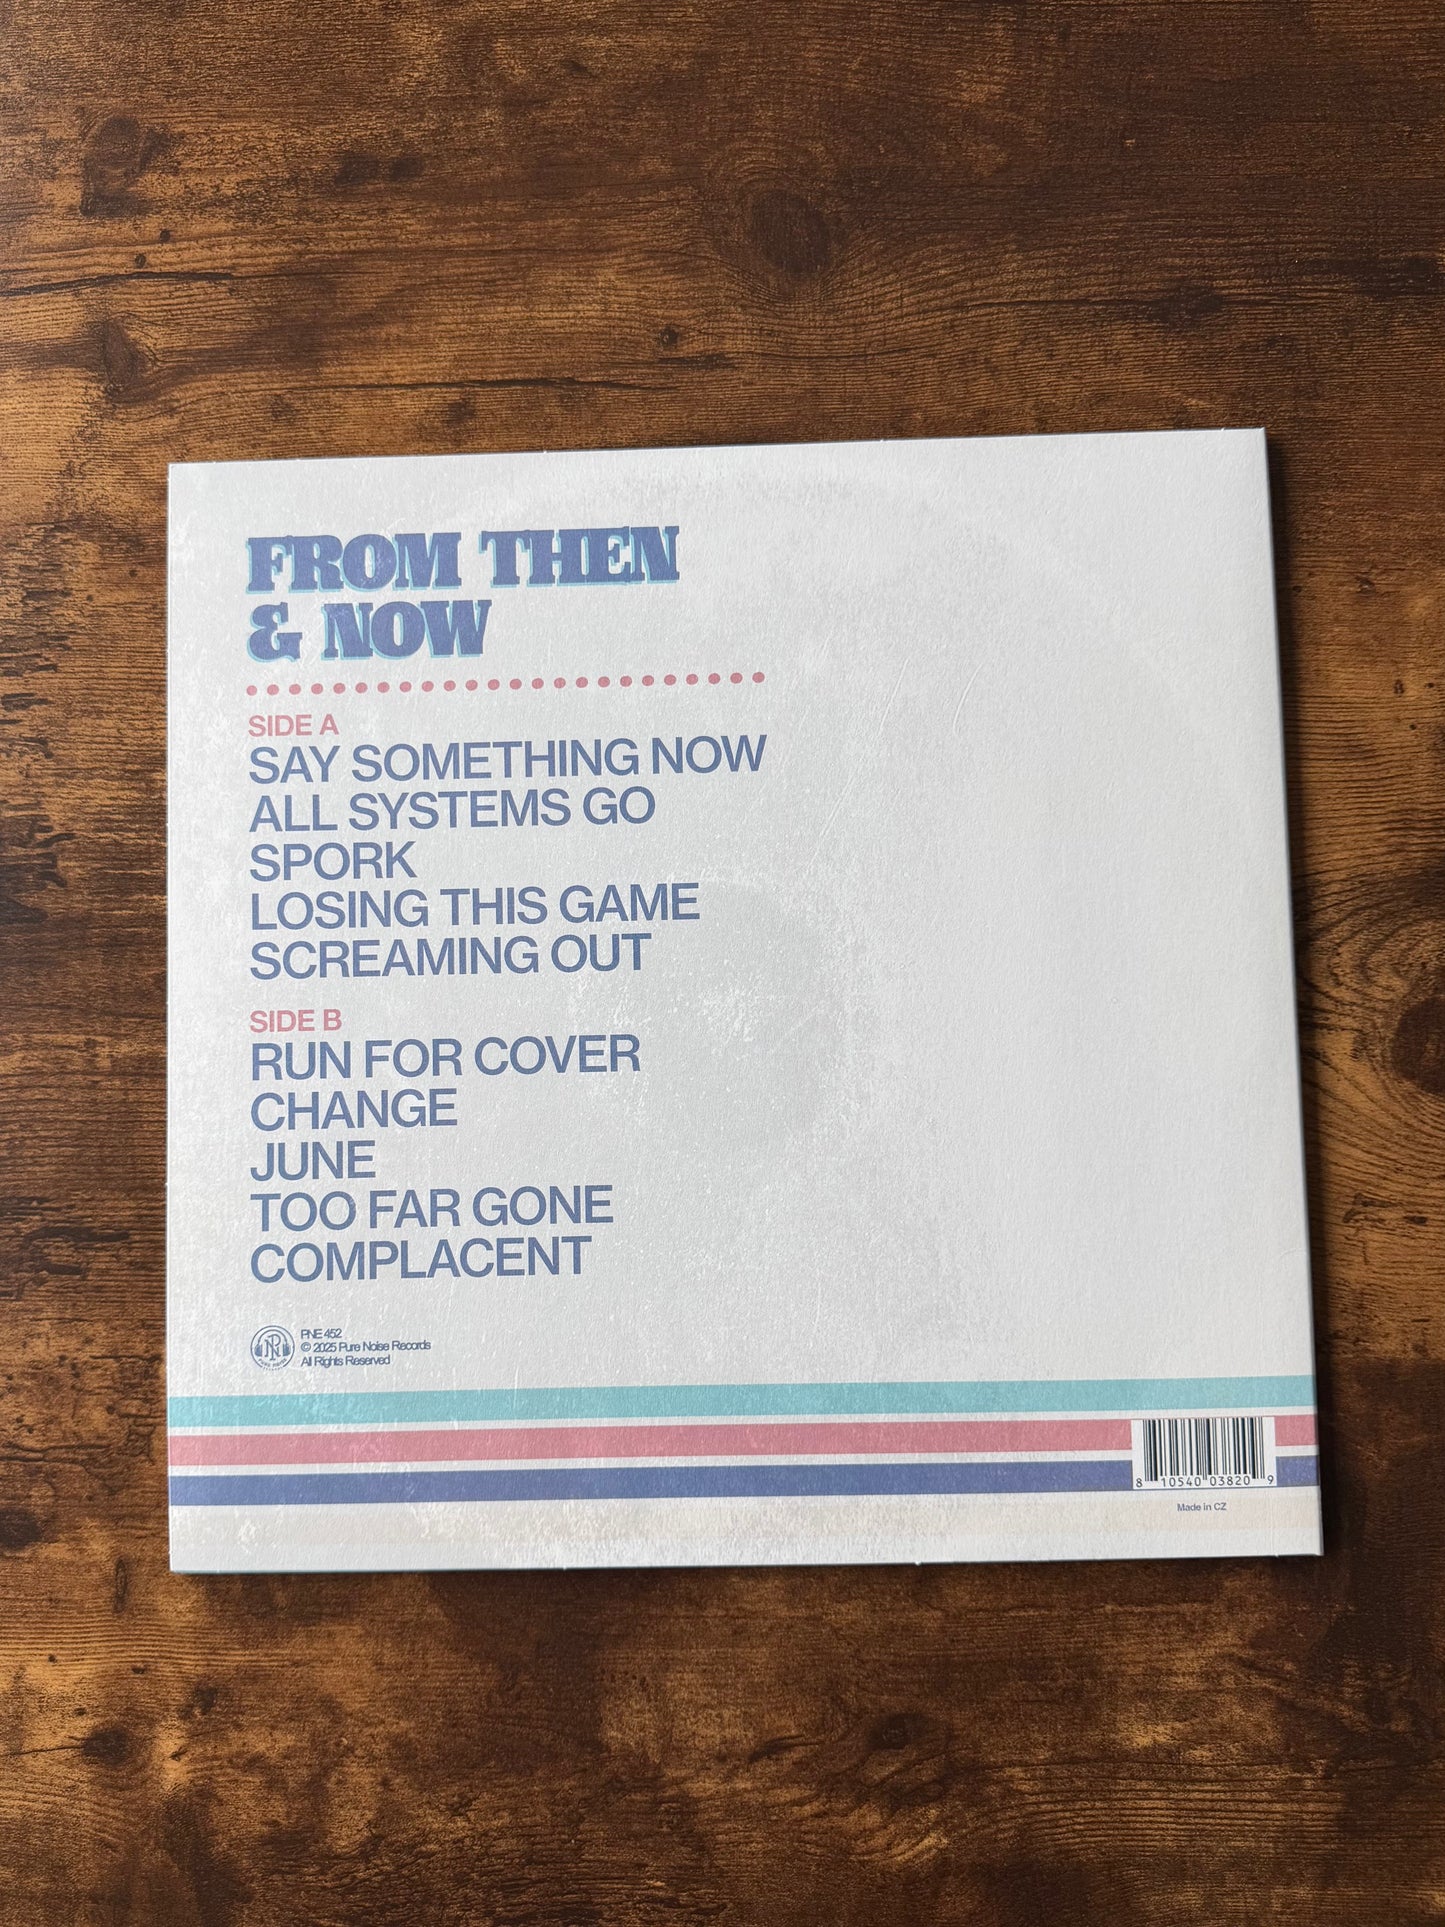 FROM THEN
& NOW
SIDE A
SAY SOMETHING NOW
ALL SYSTEMS GO
SPORK
LOSING THIS GAME
SCREAMING OUT
SIDE B
RUN FOR COVER
CHANGE
JUNE
TOO FAR GONE
COMPLACENT
PNE 452
© 2025 Pure Noise Records
All Rights Reserved
8 10540 03820 9
Made in CZ